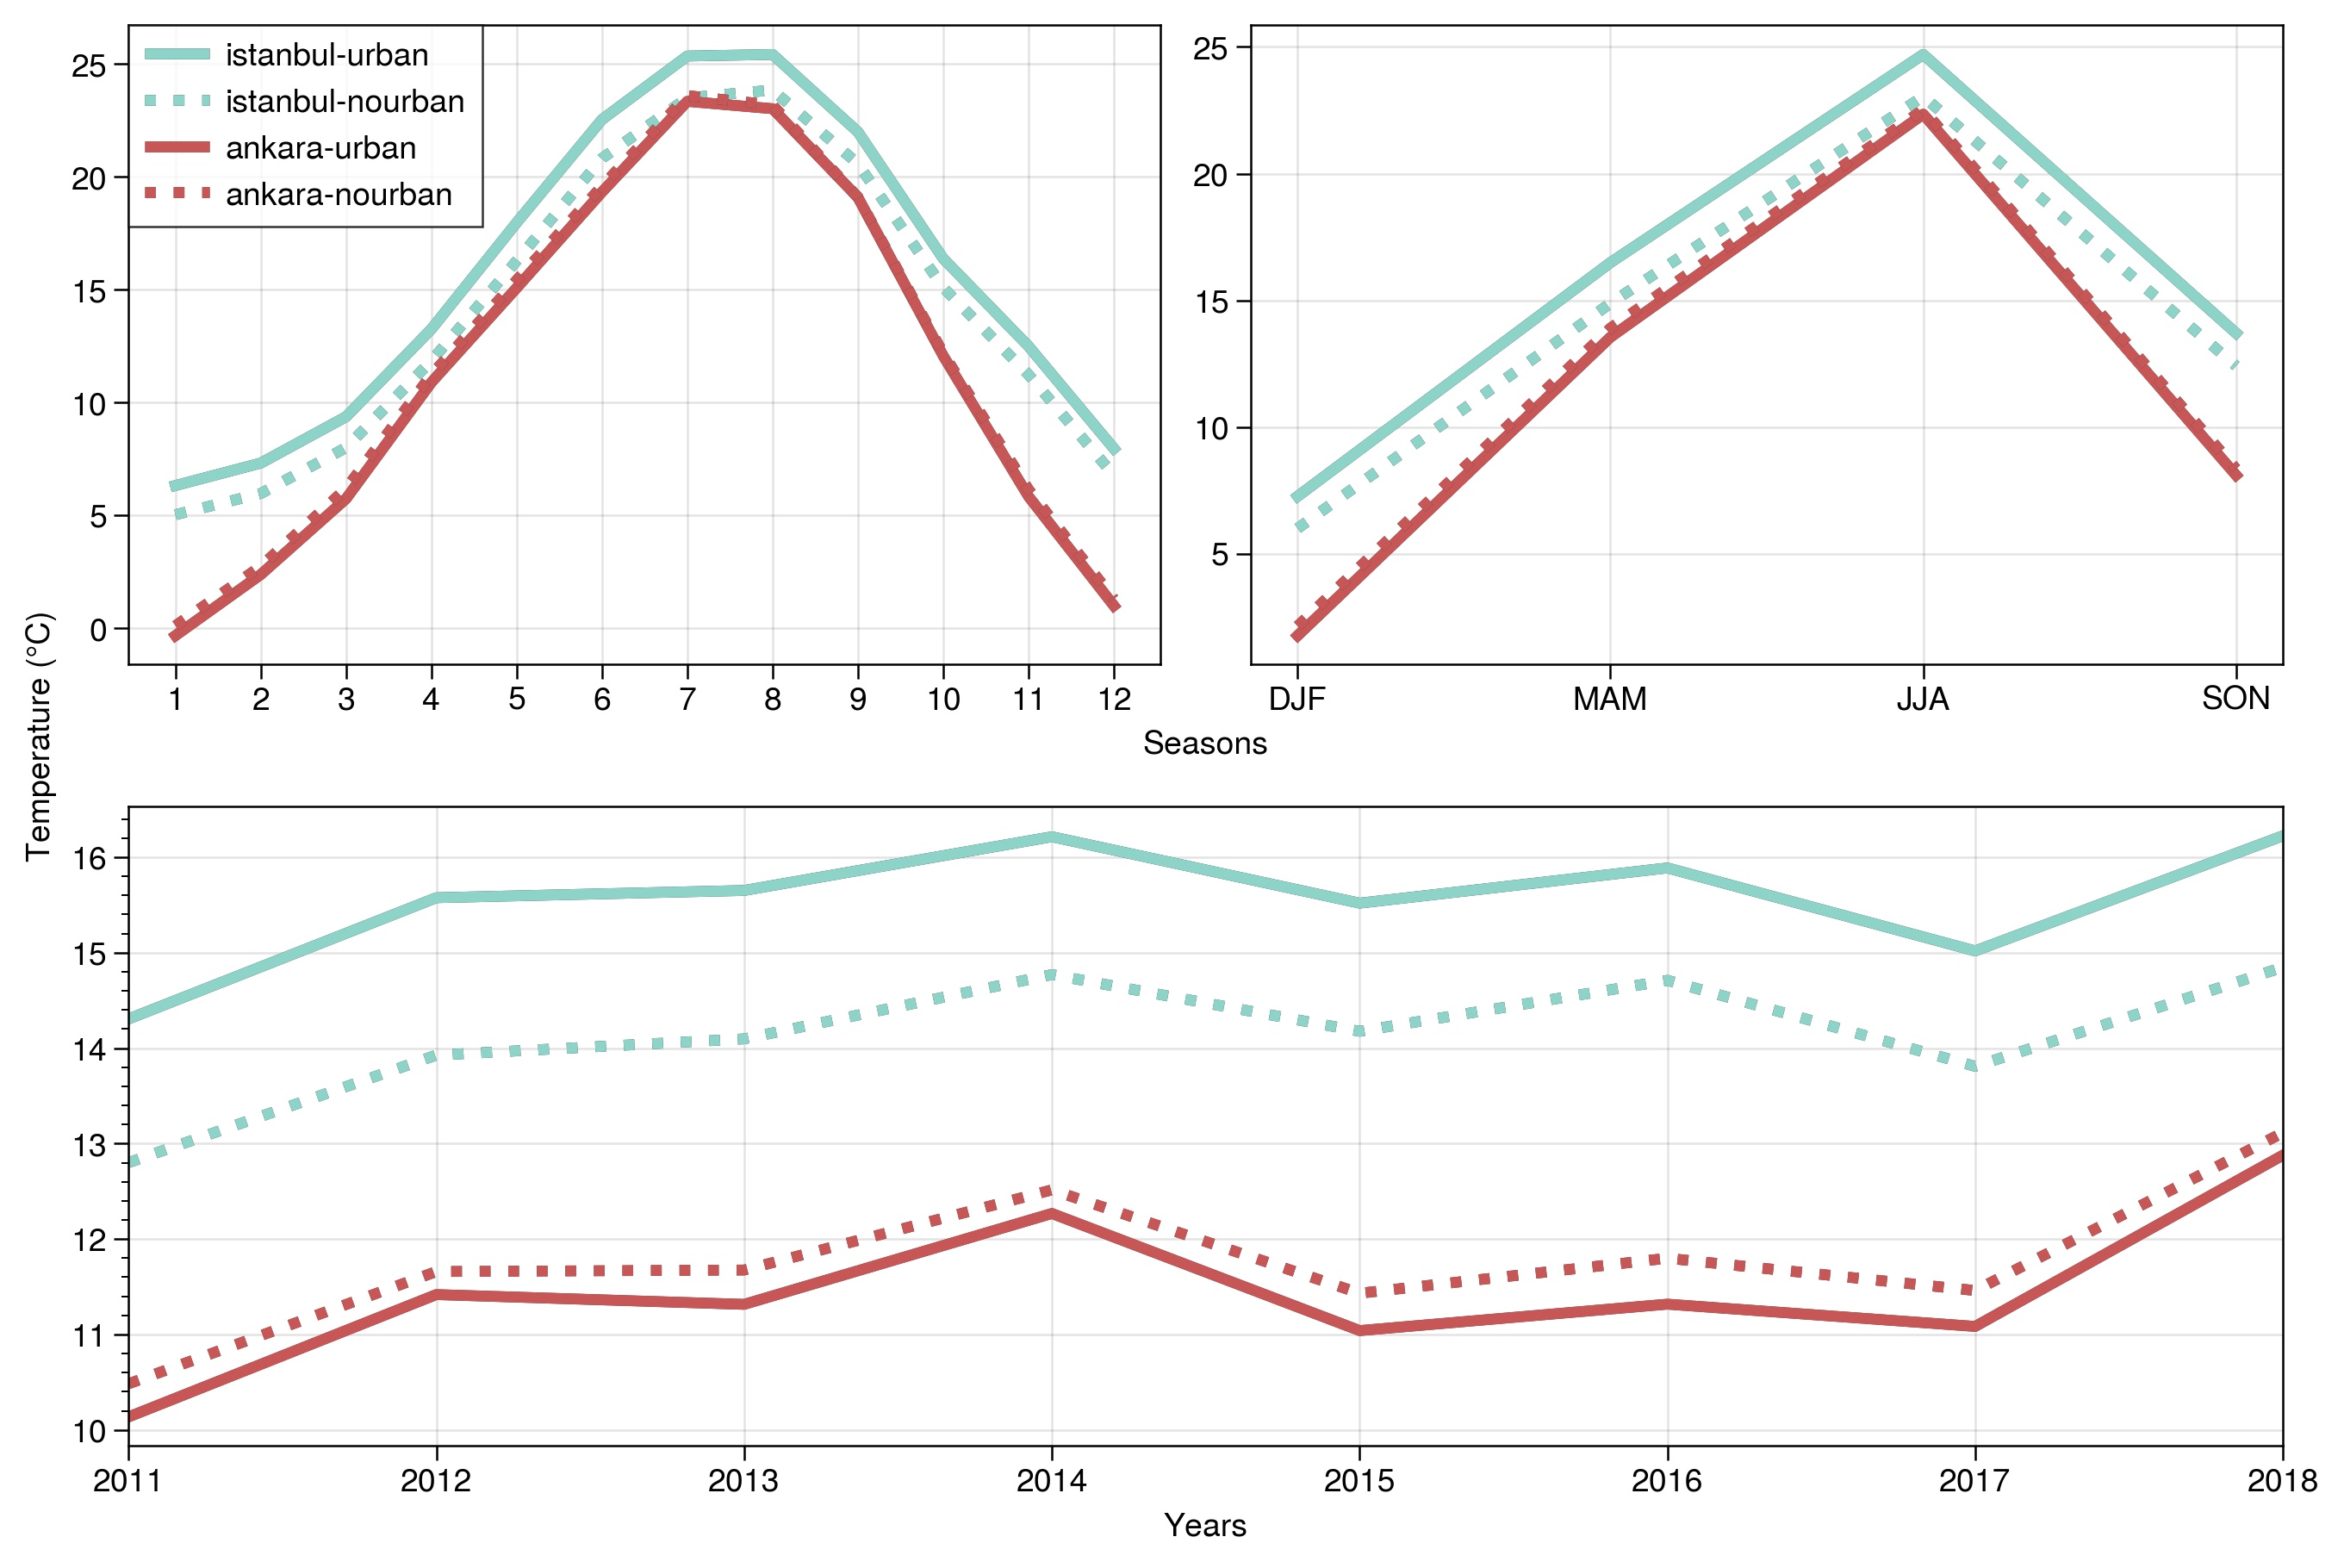 istanbul-urban
istanbul-nourban
ankara-urban
ankara-nourban
25
20
15
10
5
0
1 2 3 4 5 6 7 8 9 10 11 12
25
20
15
10
5
DJF MAM JJA SON
Seasons
Temperature (°C)
16
15
14
13
12
11
10
2011 2012 2013 2014 2015 2016 2017 2018
Years